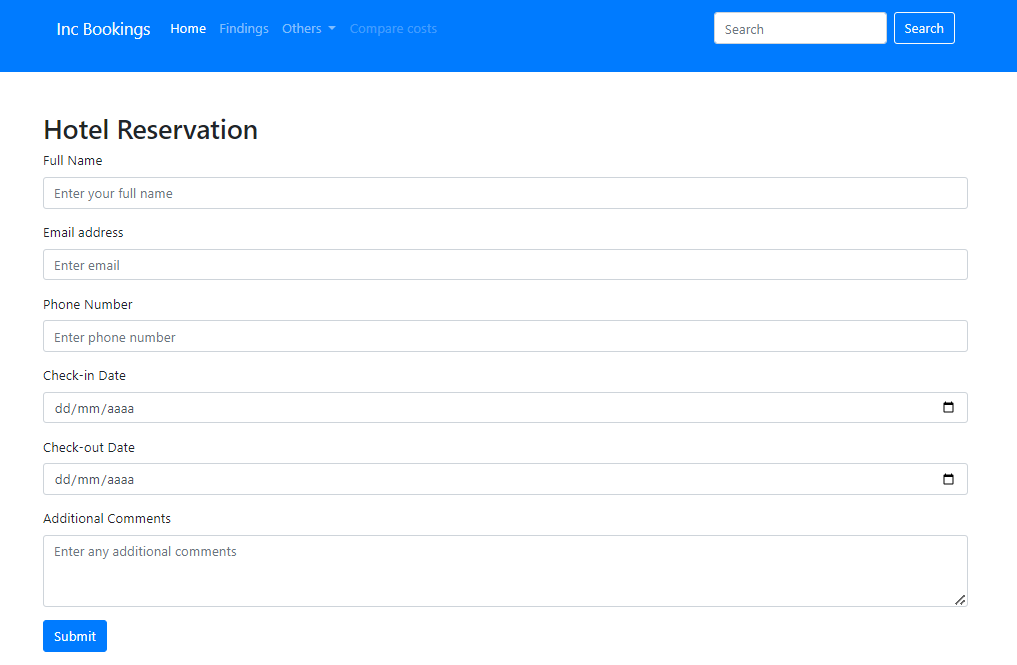 Inc Bookings Home Findings Others Compare costs Search Search
Hotel Reservation
Full Name
Enter your full name
Email address
Enter email
Phone Number
Enter phone number
Check-in Date
dd/mm/aaaa
Check-out Date
dd/mm/aaaa
Additional Comments
Enter any additional comments
Submit